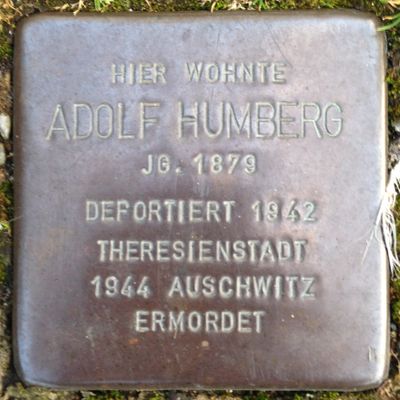 HIER WOHNTE
ADOLF HUMBERG
JG. 1879
DEPORTIERT 1942
THERESIENSTADT
1944 AUSCHWITZ
ERMORDET